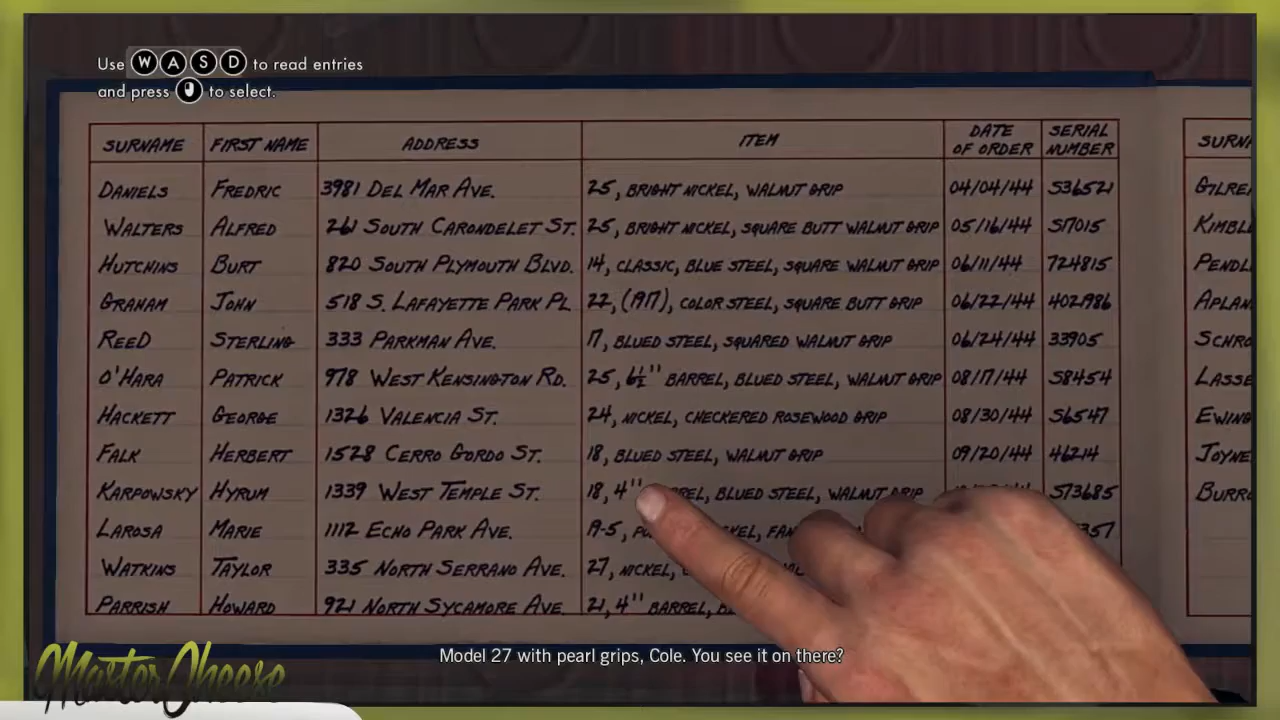 Use W A S D to read entries
and press to select.
SURNAME FIRST NAME ADDRESS ITEM DATE OF ORDER SERIAL NUMBER
DANIELS FREDRIC 3981 DEL MAR AVE. 25, BRIGHT NICKEL, WALNUT GRIP 04/04/44 S36521
WALTERS ALFRED 261 SOUTH CARONDELET ST. 25, BRIGHT NICKEL, SQUARE BUTT WALNUT GRIP 05/16/44 S17015
HUTCHINS BURT 820 SOUTH PLYMOUTH BLVD. 14, CLASSIC, BLUE STEEL, SQUARE WALNUT GRIP 06/11/44 724815
GRAHAM JOHN 518 S. LAFAYETTE PARK PL. 22, (1917), COLOR STEEL, SQUARE BUTT GRIP 06/22/44 402986
REED STERLING 333 PARKMAN AVE. 17, BLUED STEEL, SQUARED WALNUT GRIP 06/24/44 33905
O'HARA PATRICK 978 WEST KENSINGTON RD. 25, 6½" BARREL, BLUED STEEL, WALNUT GRIP 08/17/44 S8454
HACKETT GEORGE 1326 VALENCIA ST. 24, NICKEL, CHECKERED ROSEWOOD GRIP 08/30/44 S6547
FALK HERBERT 1528 CERRO GORDO ST. 18, BLUED STEEL, WALNUT GRIP 09/20/44 46214
KARPOWSKY HYRUM 1339 WEST TEMPLE ST. 18, 4" BLUED STEEL, WALNUT GRIP S73685
LAROSA MARIE 1112 ECHO PARK AVE. 19-5, 357
WATKINS TAYLOR 335 NORTH SERRANO AVE. 27, NICKEL,
PARRISH HOWARD 921 NORTH SYCAMORE AVE. 21, 4" BARREL,
Model 27 with pearl grips, Cole. You see it on there?
MasterCheese